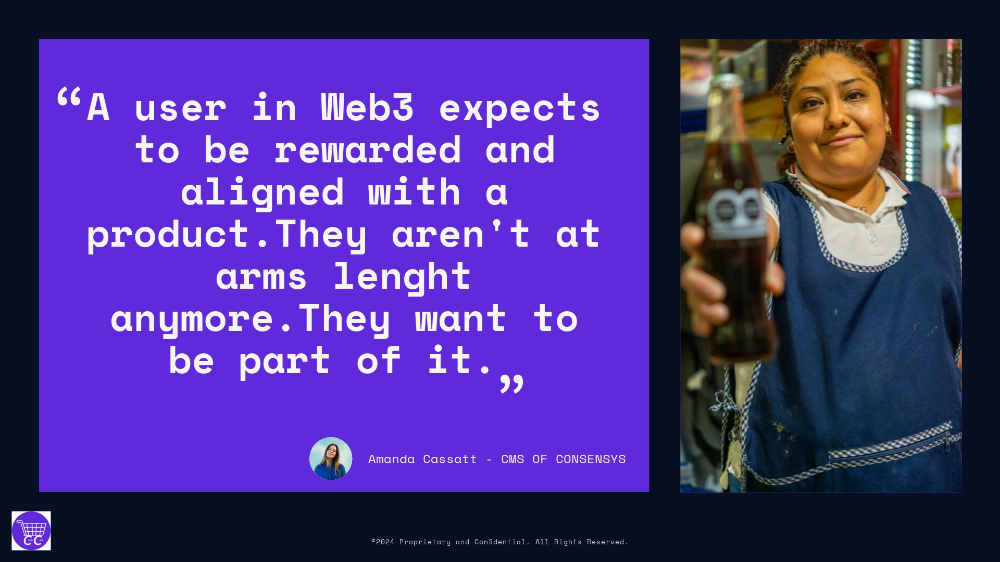 “A user in Web3 expects
to be rewarded and
aligned with a
product.They aren't at
arms lenght
anymore.They want to
be part of it.”
Amanda Cassatt - CMS OF CONSENSYS
CC
©2024 Proprietary and Confidential. All Rights Reserved.